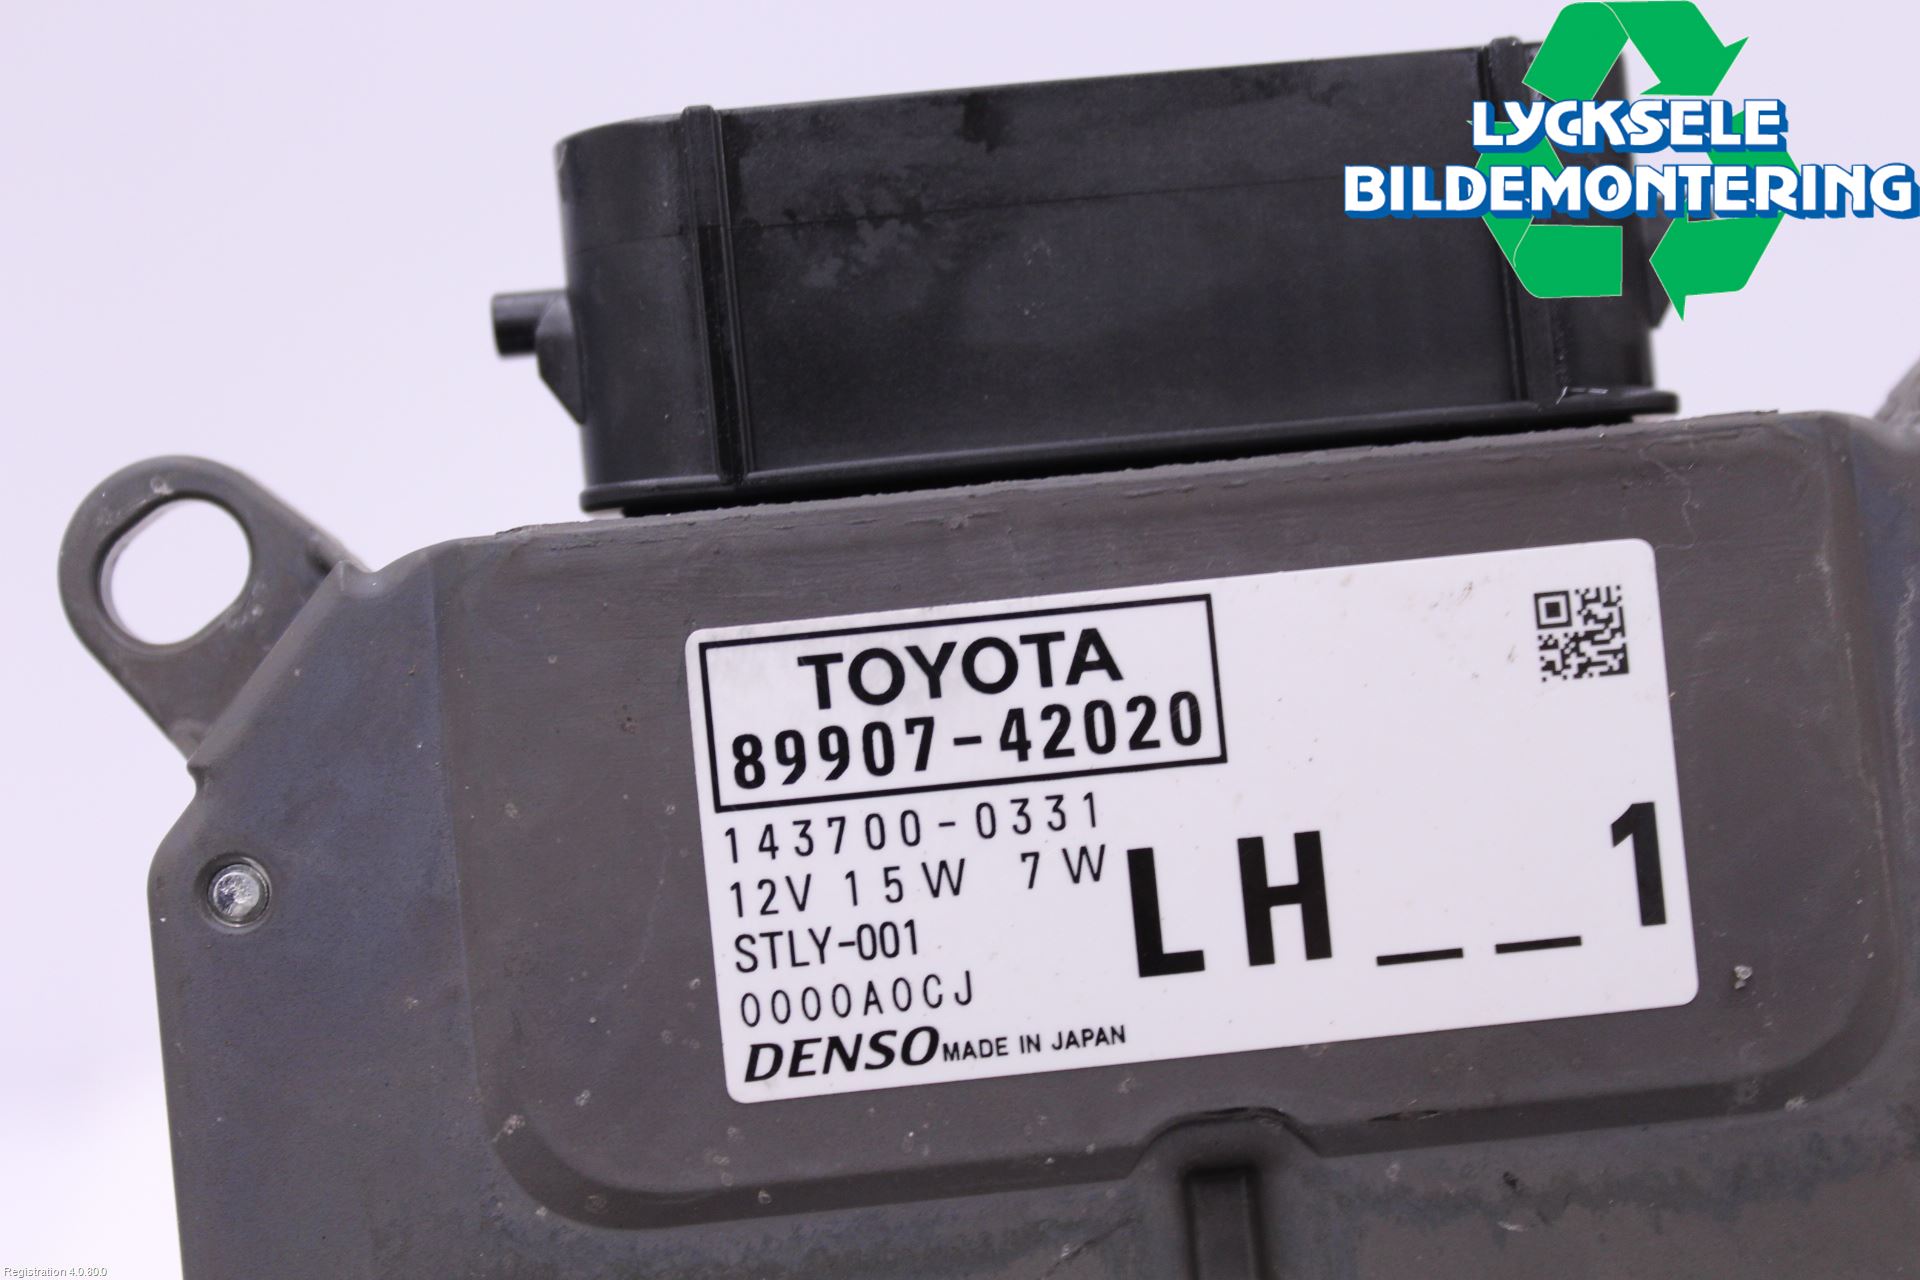 LYCKSELE
BILDEMONTERING
TOYOTA
89907-42020
143700-0331
12V 15W 7W
STLY-001
0000A0CJ
LH__1
DENSO MADE IN JAPAN
Registration 4.0.80.0